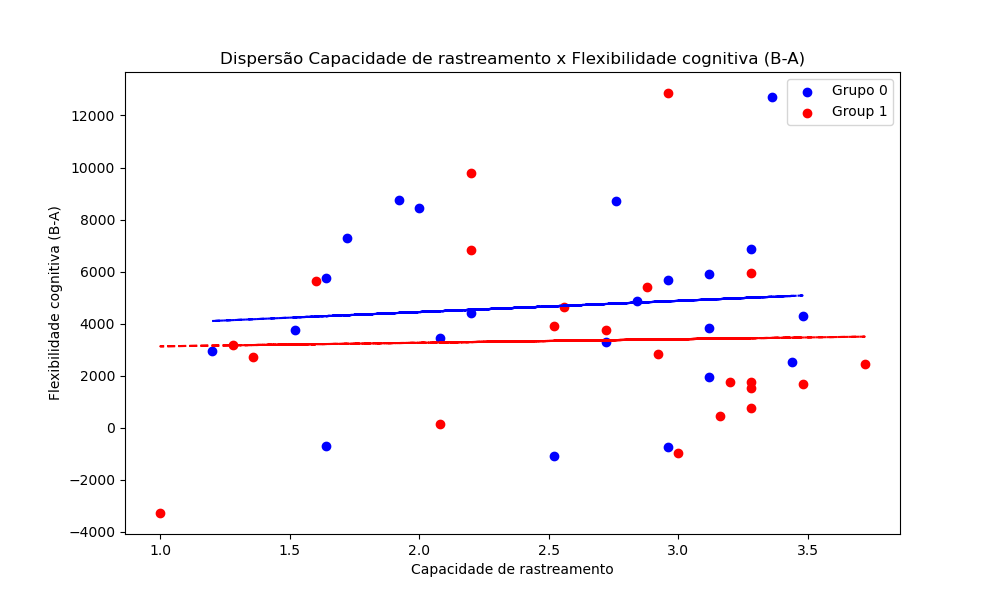 Dispersão Capacidade de rastreamento x Flexibilidade cognitiva (B-A)
Grupo 0
Group 1
Flexibilidade cognitiva (B-A)
12000
10000
8000
6000
4000
2000
0
−2000
−4000
1.0 1.5 2.0 2.5 3.0 3.5
Capacidade de rastreamento